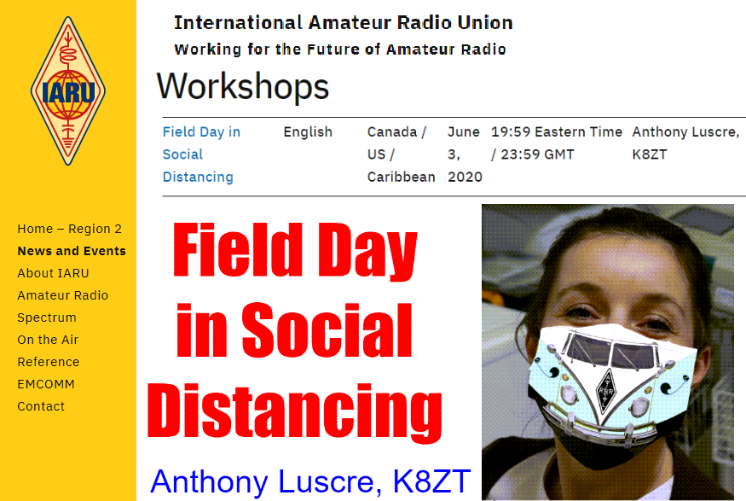 International Amateur Radio Union
Working for the Future of Amateur Radio
IARU
Workshops
Field Day in Social Distancing
English
Canada / US / Caribbean
June 3, 2020
19:59 Eastern Time / 23:59 GMT
Anthony Luscre, K8ZT
Home – Region 2
News and Events
About IARU
Amateur Radio
Spectrum
On the Air
Reference
EMCOMM
Contact
Field Day
in Social
Distancing
Anthony Luscre, K8ZT